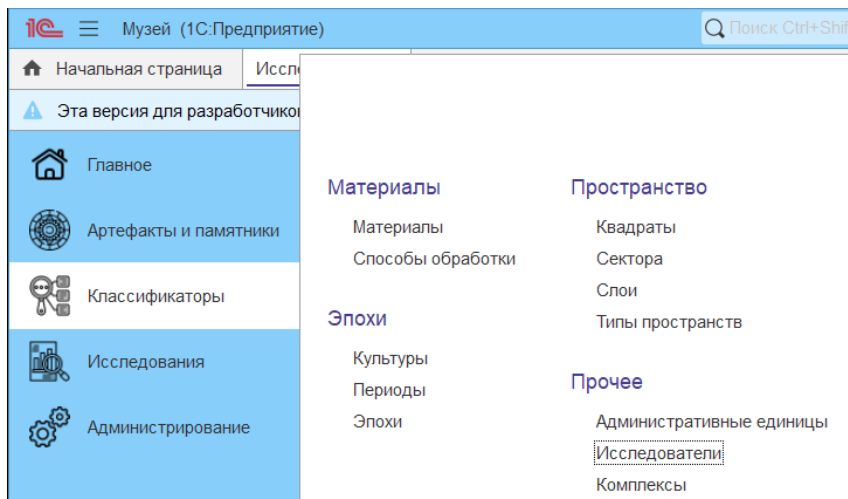 1С Музей (1С:Предприятие) Поиск Ctrl+Shif
Начальная страница Иссл
Эта версия для разработчиков
Главное
Артефакты и памятники
Классификаторы
Исследования
Администрирование
Материалы
Материалы
Способы обработки
Эпохи
Культуры
Периоды
Эпохи
Пространство
Квадраты
Сектора
Слои
Типы пространств
Прочее
Административные единицы
Исследователи
Комплексы